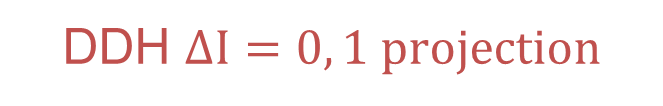 DDH ΔI = 0, 1 projection